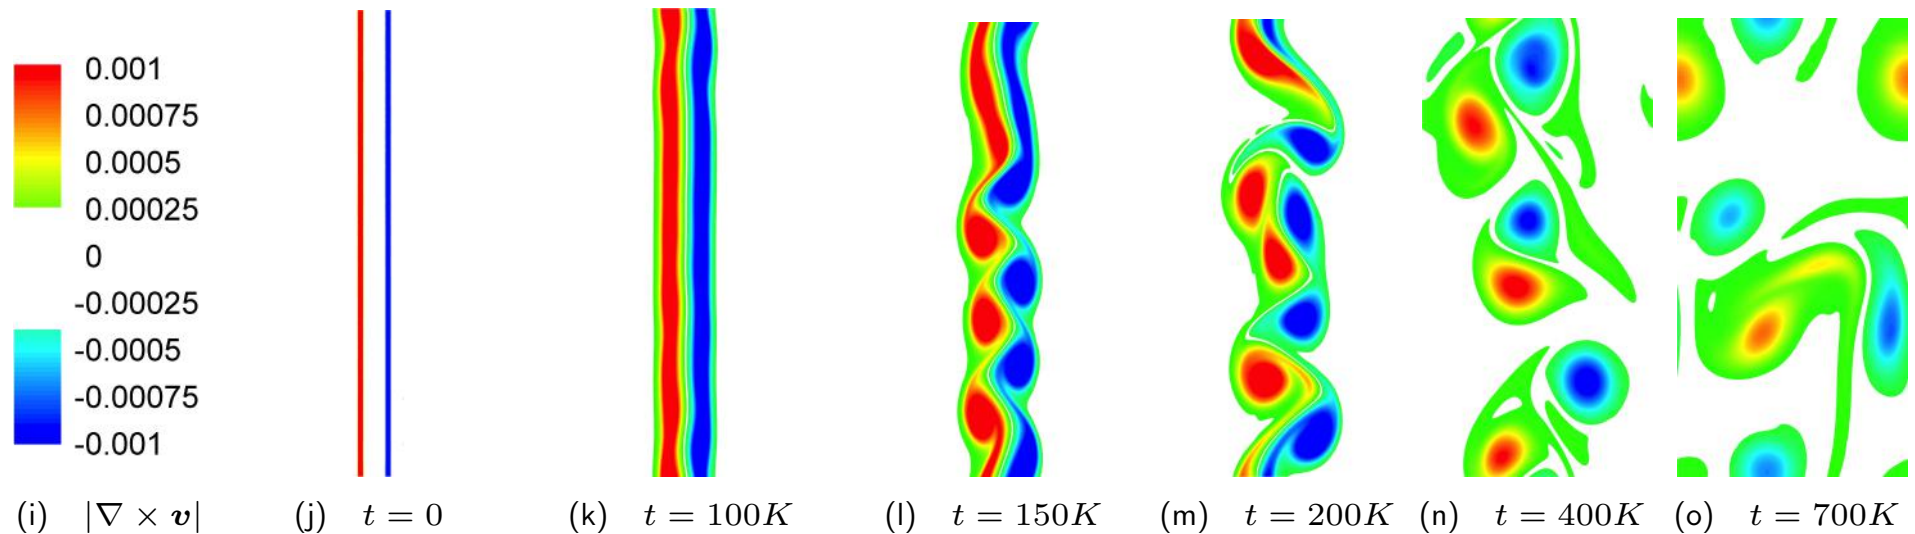 0.001
0.00075
0.0005
0.00025
0
-0.00025
-0.0005
-0.00075
-0.001
(i) |∇ × v|
(j) t = 0
(k) t = 100K
(l) t = 150K
(m) t = 200K
(n) t = 400K
(o) t = 700K